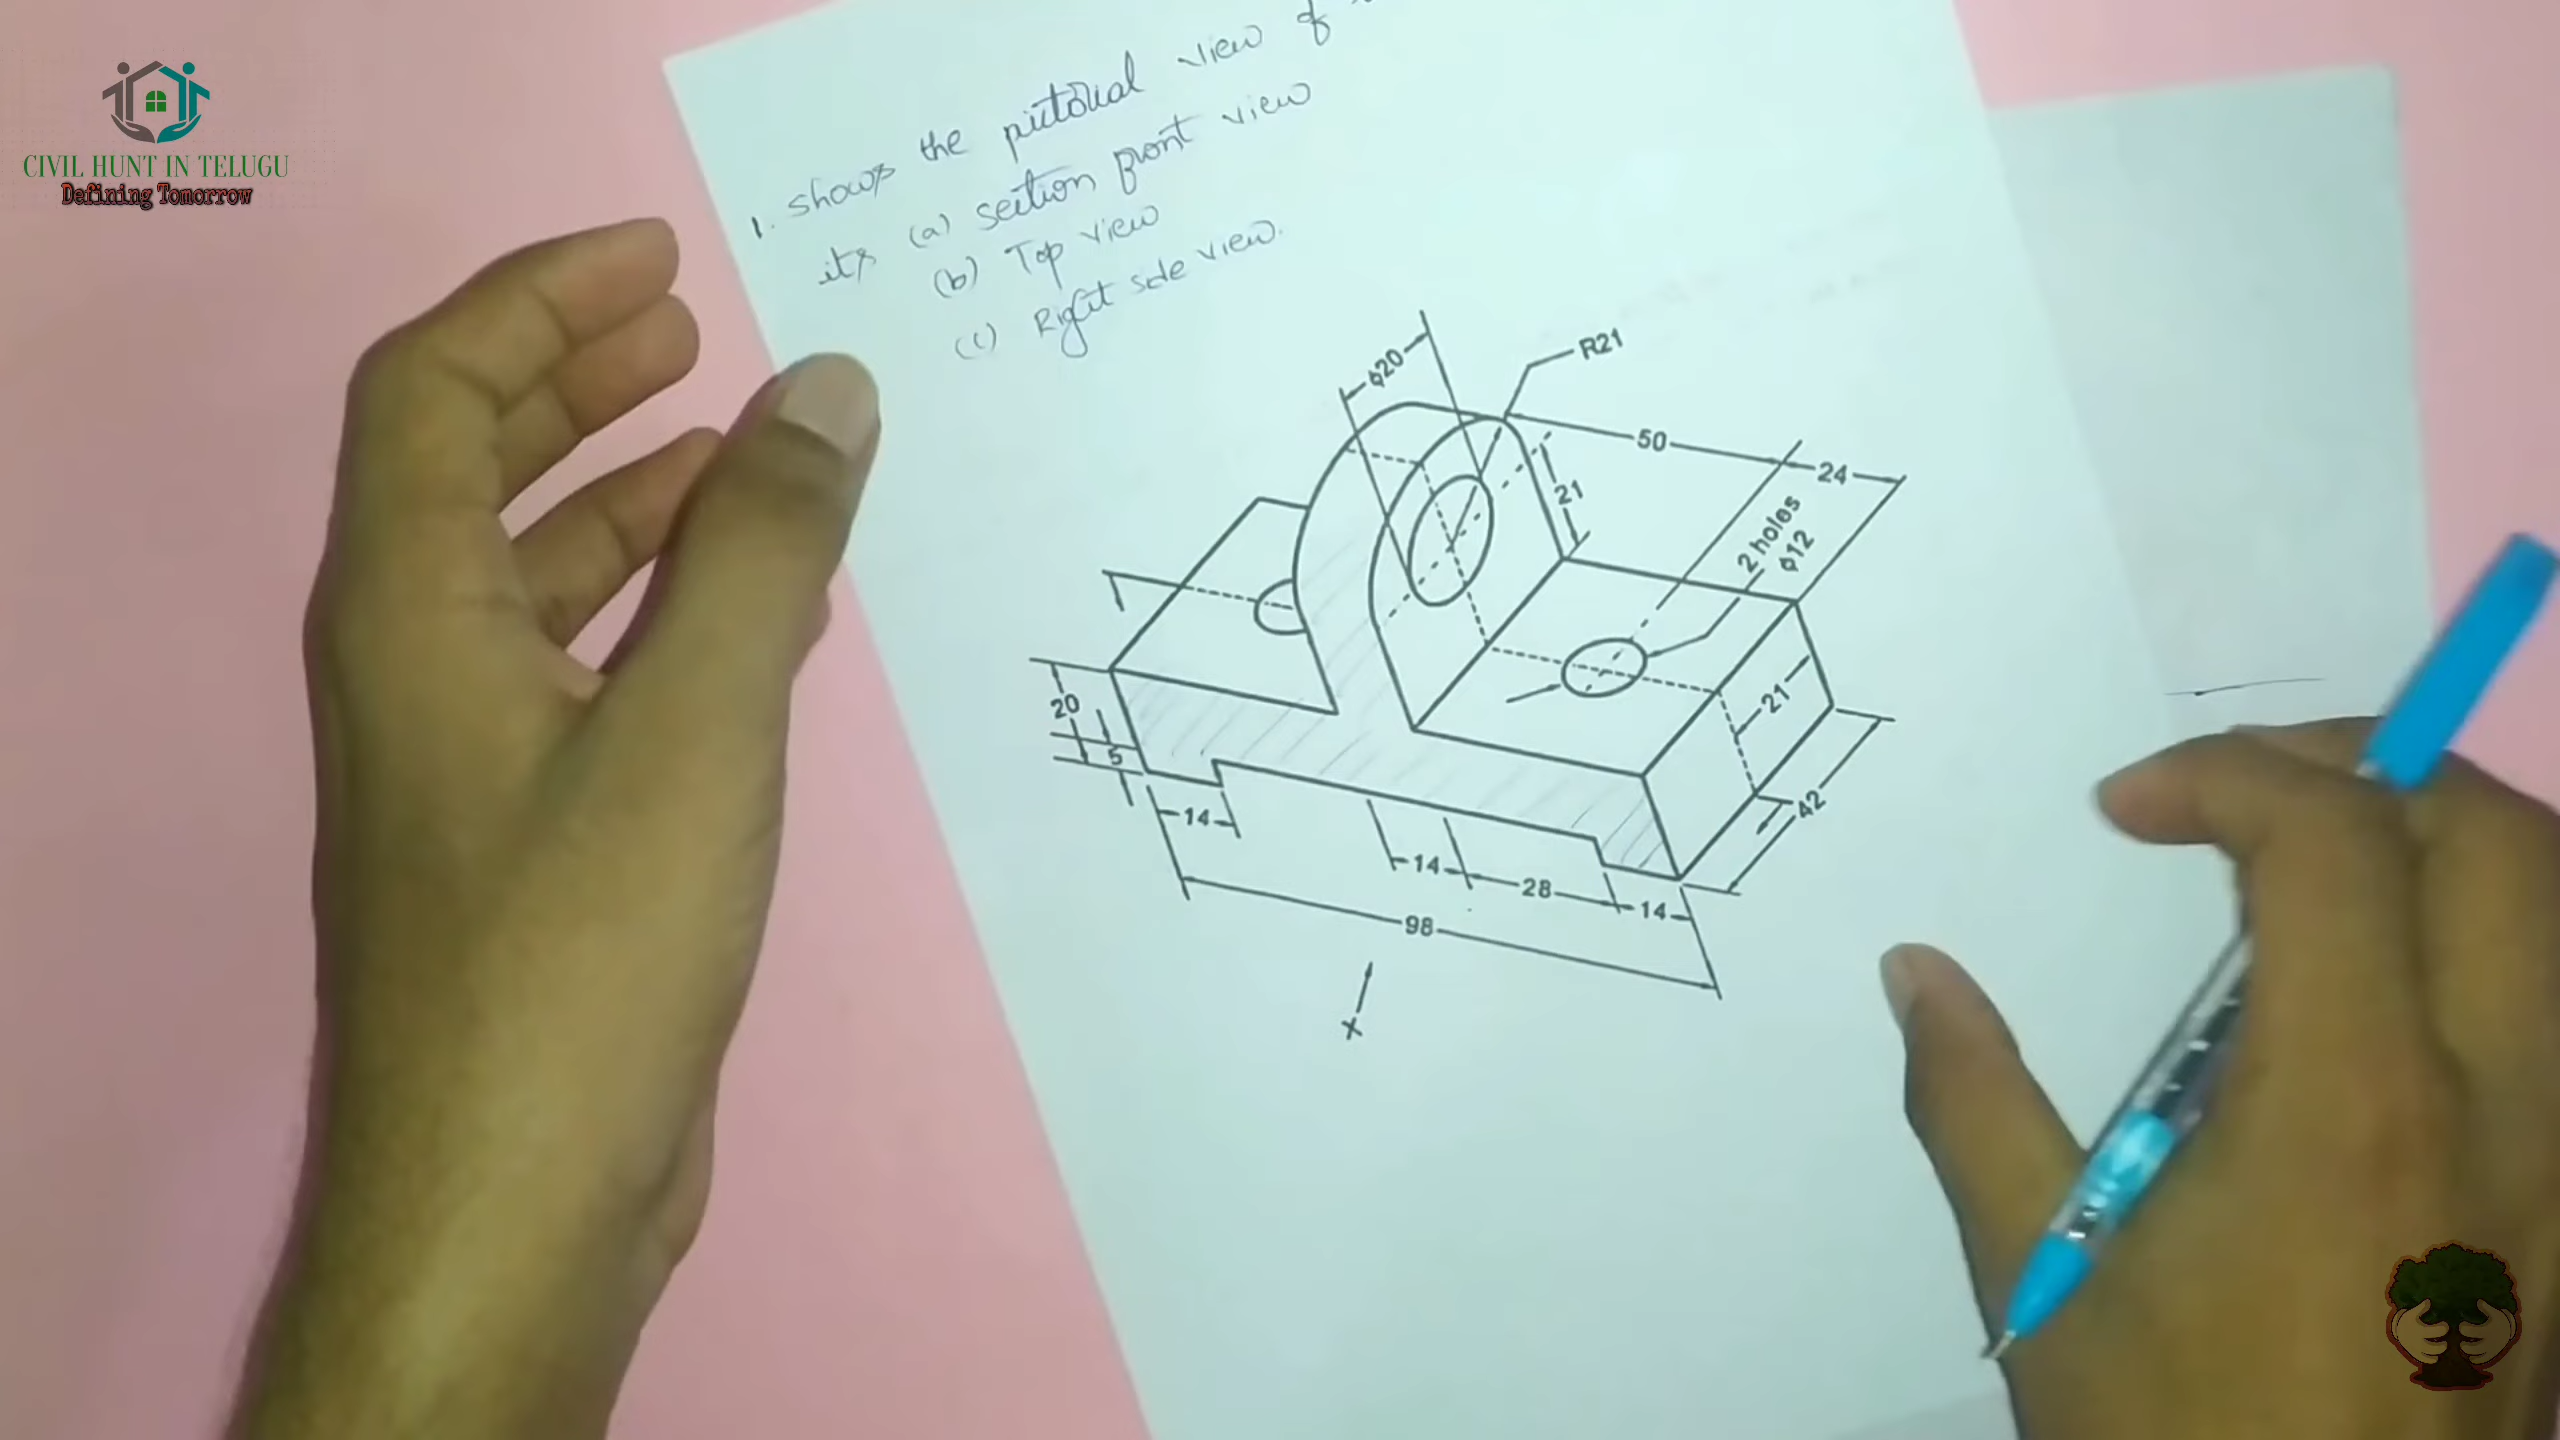 CIVIL HUNT IN TELUGU
Defining Tomorrow
1. shows the pictorial view of
its (a) section front view
(b) Top view
(c) Right side view.
φ20
R21
50
24
21
2 holes
φ12
20
5
21
42
14
14
28
14
98
X